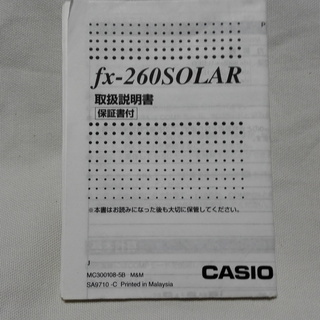 fx-260SOLAR
取扱説明書
保証書付
※本書はお読みになった後も大切に保管してください。
MC300108-5B M&M
SA9710 -C Printed in Malaysia
CASIO